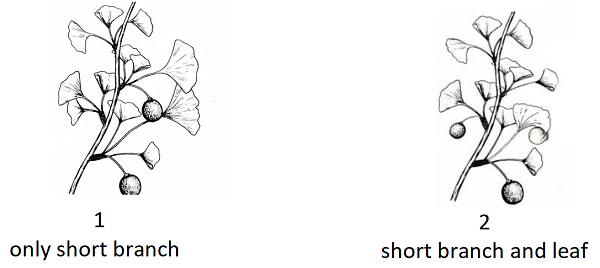 1
only short branch
2
short branch and leaf